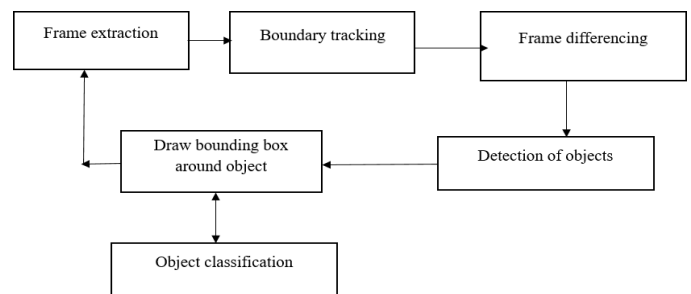 Frame extraction
Boundary tracking
Frame differencing
Draw bounding box
around object
Detection of objects
Object classification